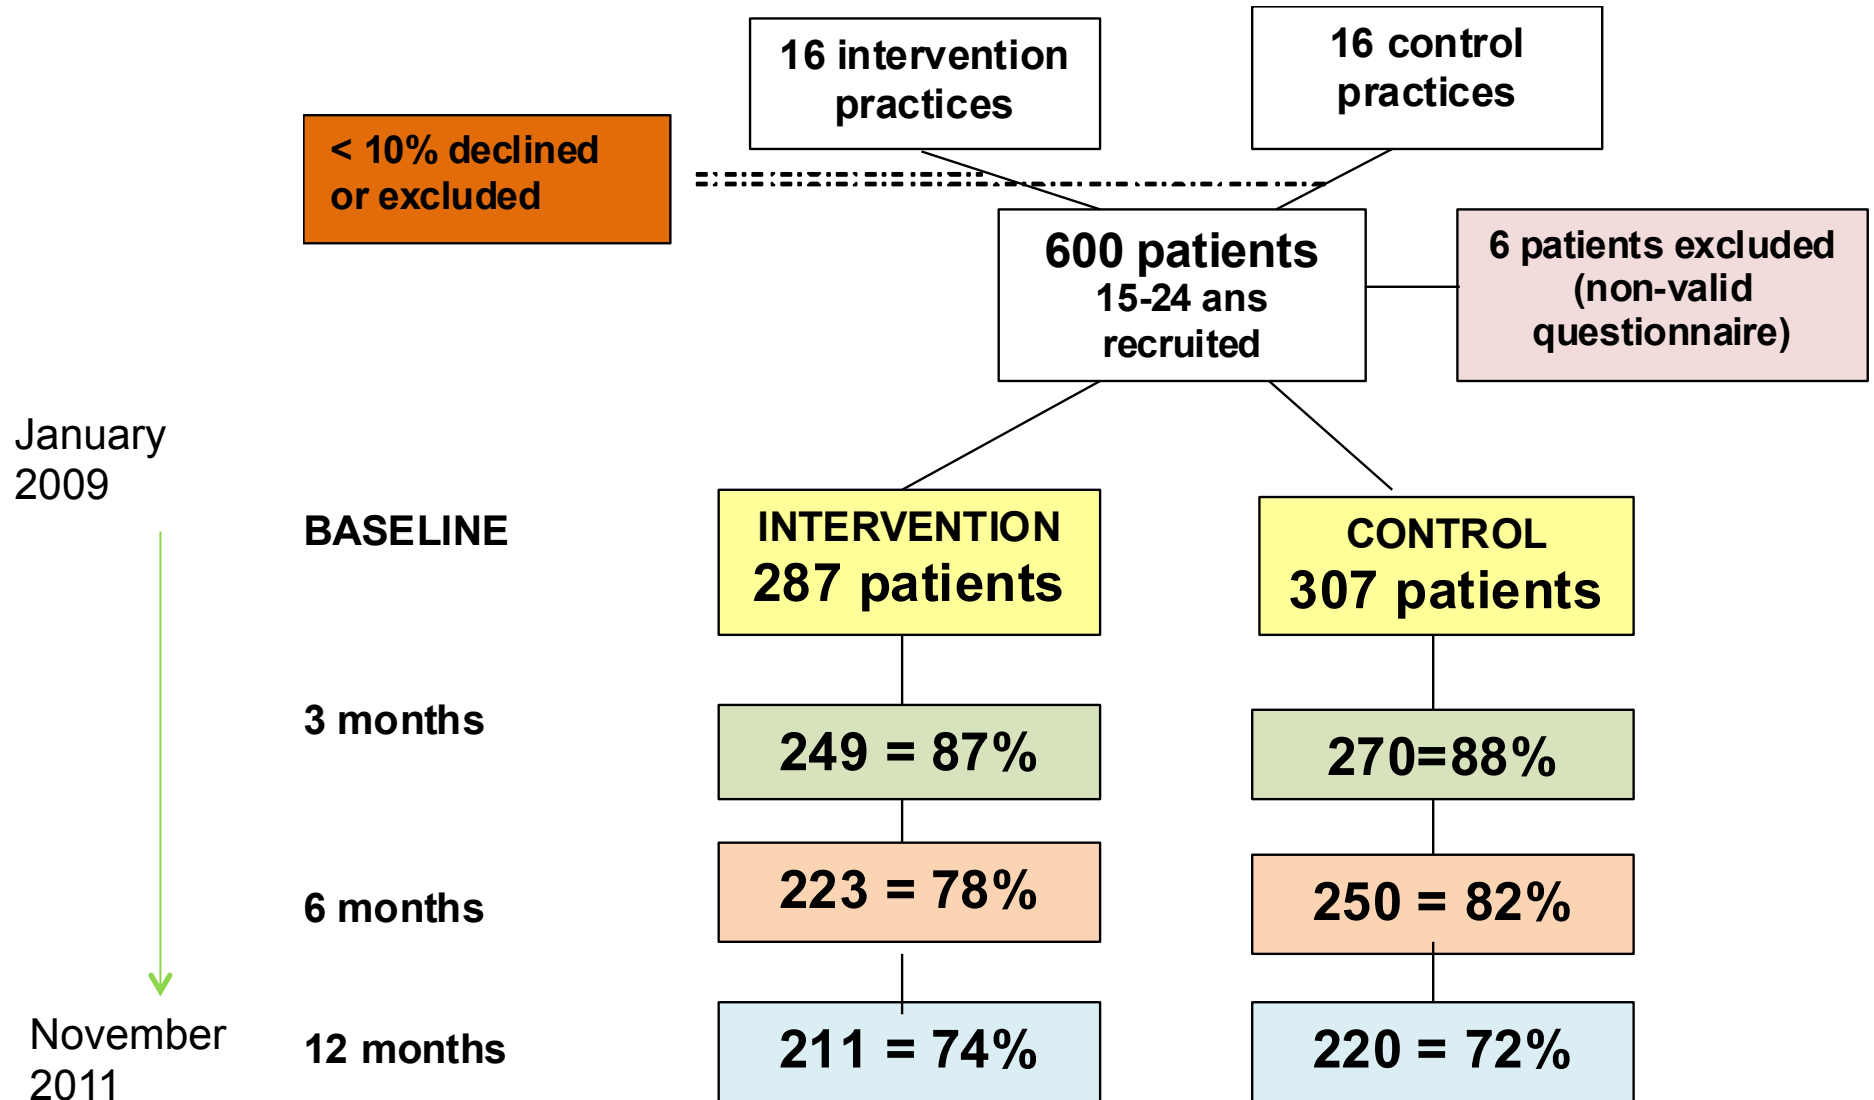 16 intervention
practices
16 control
practices
< 10% declined
or excluded
600 patients
15-24 ans
recruited
6 patients excluded
(non-valid
questionnaire)
January
2009
BASELINE
INTERVENTION
287 patients
CONTROL
307 patients
3 months
249 = 87%
270=88%
6 months
223 = 78%
250 = 82%
November
2011
12 months
211 = 74%
220 = 72%